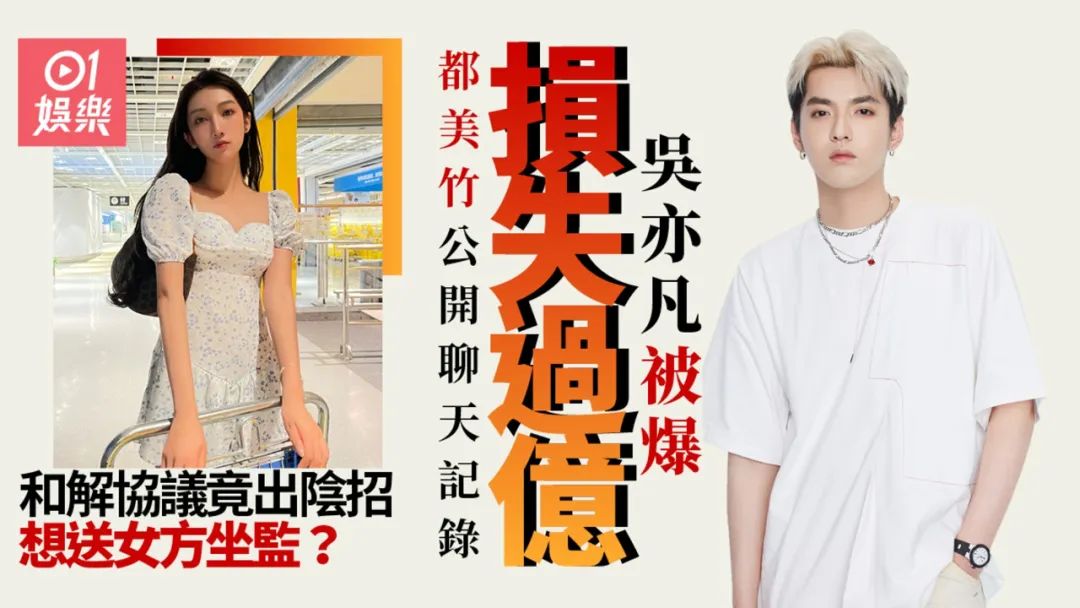 01
娛樂
都美竹公開聊天記錄
損失過億
吳亦凡被爆
和解協議竟出陰招
想送女方坐監？